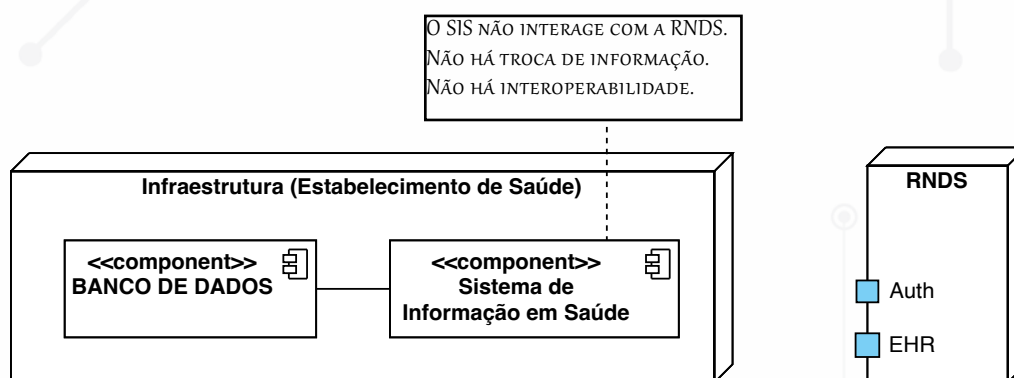 O SIS NÃO INTERAGE COM A RNDS.
NÃO HÁ TROCA DE INFORMAÇÃO.
NÃO HÁ INTEROPERABILIDADE.
Infraestrutura (Estabelecimento de Saúde)
<<component>>
BANCO DE DADOS
<<component>>
Sistema de
Informação em Saúde
RNDS
Auth
EHR